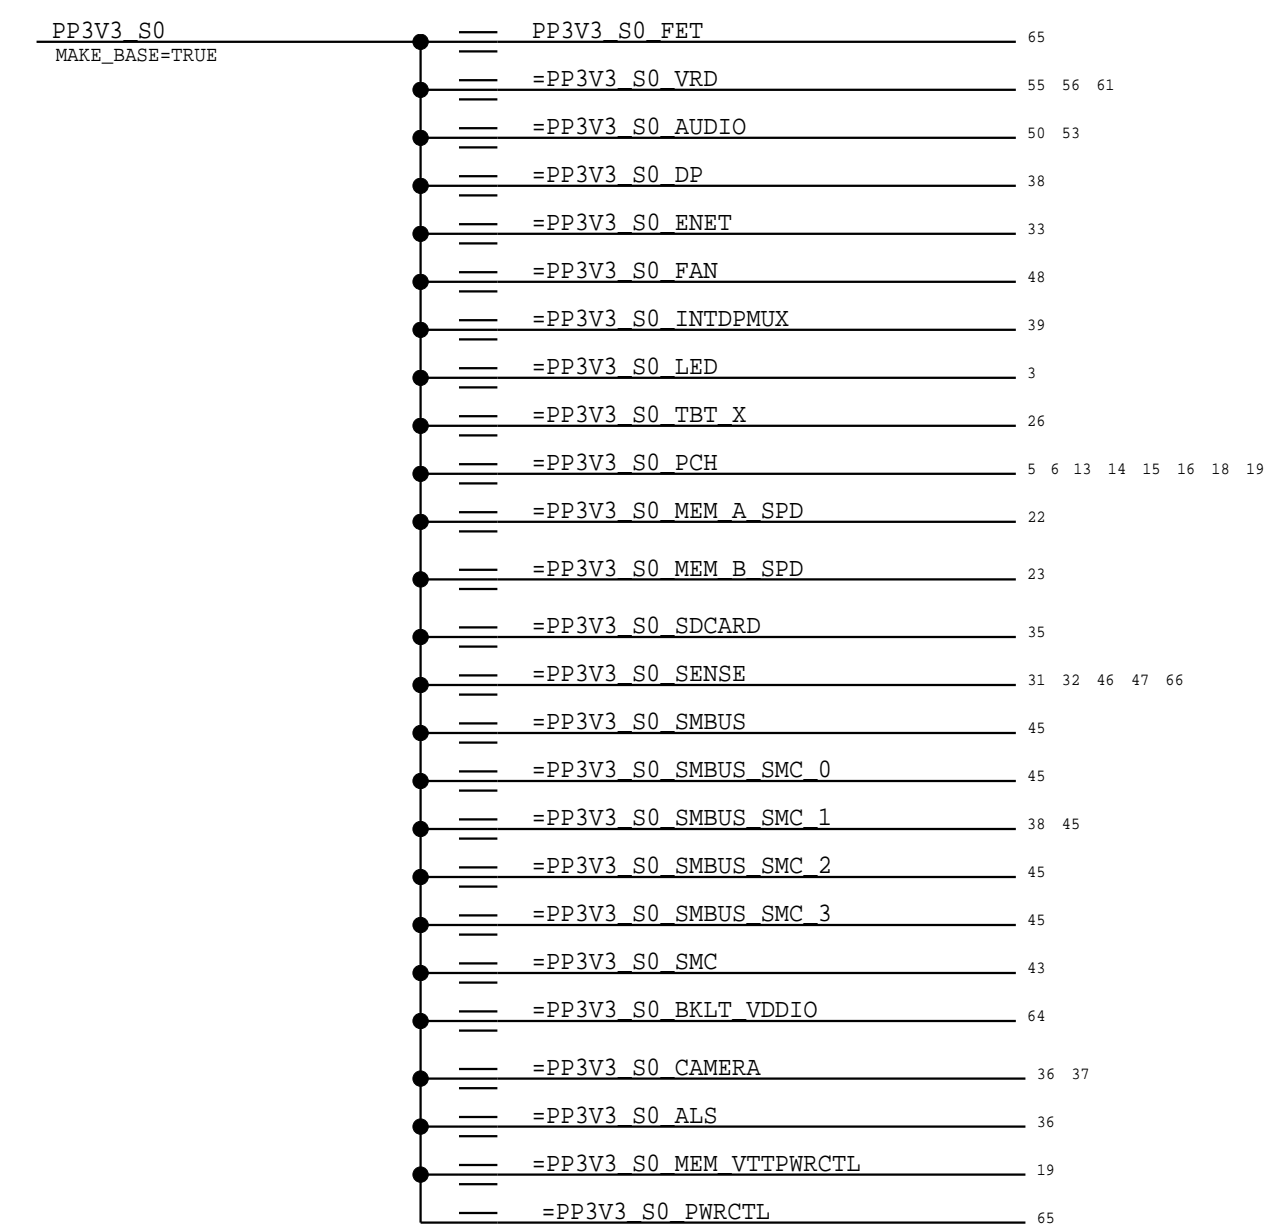 PP3V3_S0
MAKE_BASE=TRUE
PP3V3_S0_FET 65
=PP3V3_S0_VRD 55 56 61
=PP3V3_S0_AUDIO 50 53
=PP3V3_S0_DP 38
=PP3V3_S0_ENET 33
=PP3V3_S0_FAN 48
=PP3V3_S0_INTDPMUX 39
=PP3V3_S0_LED 3
=PP3V3_S0_TBT_X 26
=PP3V3_S0_PCH 5 6 13 14 15 16 18 19
=PP3V3_S0_MEM_A_SPD 22
=PP3V3_S0_MEM_B_SPD 23
=PP3V3_S0_SDCARD 35
=PP3V3_S0_SENSE 31 32 46 47 66
=PP3V3_S0_SMBUS 45
=PP3V3_S0_SMBUS_SMC_0 45
=PP3V3_S0_SMBUS_SMC_1 38 45
=PP3V3_S0_SMBUS_SMC_2 45
=PP3V3_S0_SMBUS_SMC_3 45
=PP3V3_S0_SMC 43
=PP3V3_S0_BKLT_VDDIO 64
=PP3V3_S0_CAMERA 36 37
=PP3V3_S0_ALS 36
=PP3V3_S0_MEM_VTTPWRCTL 19
=PP3V3_S0_PWRCTL 65